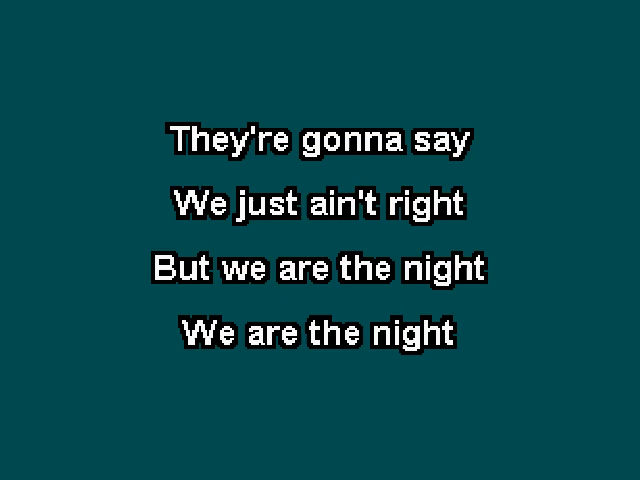 They're gonna say
We just ain't right
But we are the night
We are the night